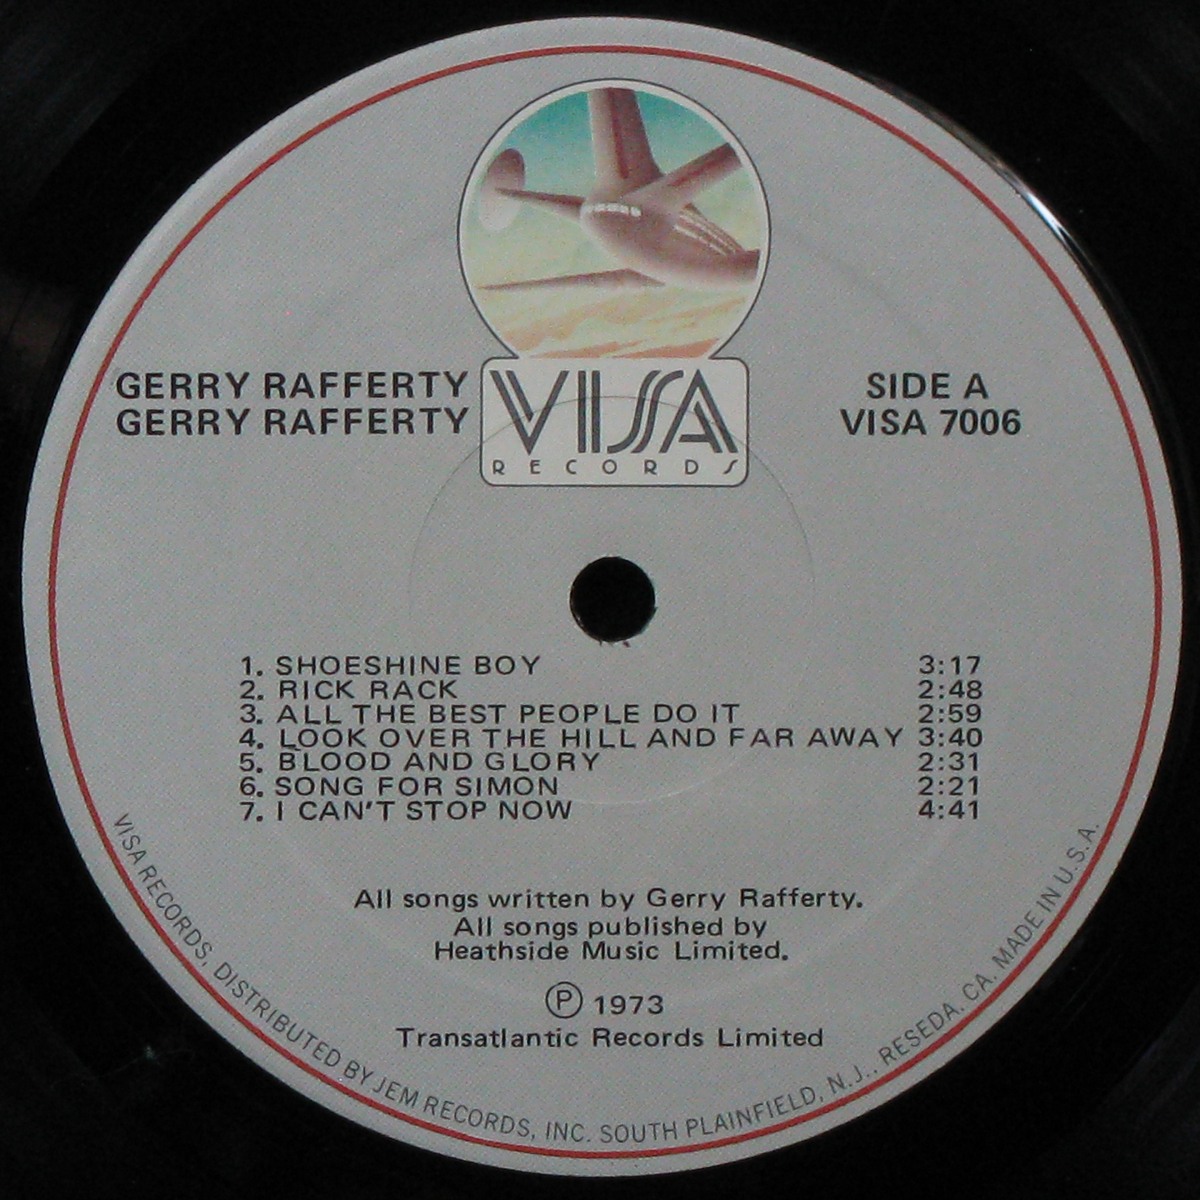 GERRY RAFFERTY
GERRY RAFFERTY
VISA
RECORDS
SIDE A
VISA 7006
1. SHOESHINE BOY 3:17
2. RICK RACK 2:48
3. ALL THE BEST PEOPLE DO IT 2:59
4. LOOK OVER THE HILL AND FAR AWAY 3:40
5. BLOOD AND GLORY 2:31
6. SONG FOR SIMON 2:21
7. I CAN'T STOP NOW 4:41
All songs written by Gerry Rafferty.
All songs published by
Heathside Music Limited.
Ⓟ 1973
Transatlantic Records Limited
VISA RECORDS, DISTRIBUTED BY JEM RECORDS, INC. SOUTH PLAINFIELD, N.J., RESEDA, CA. MADE IN U.S.A.